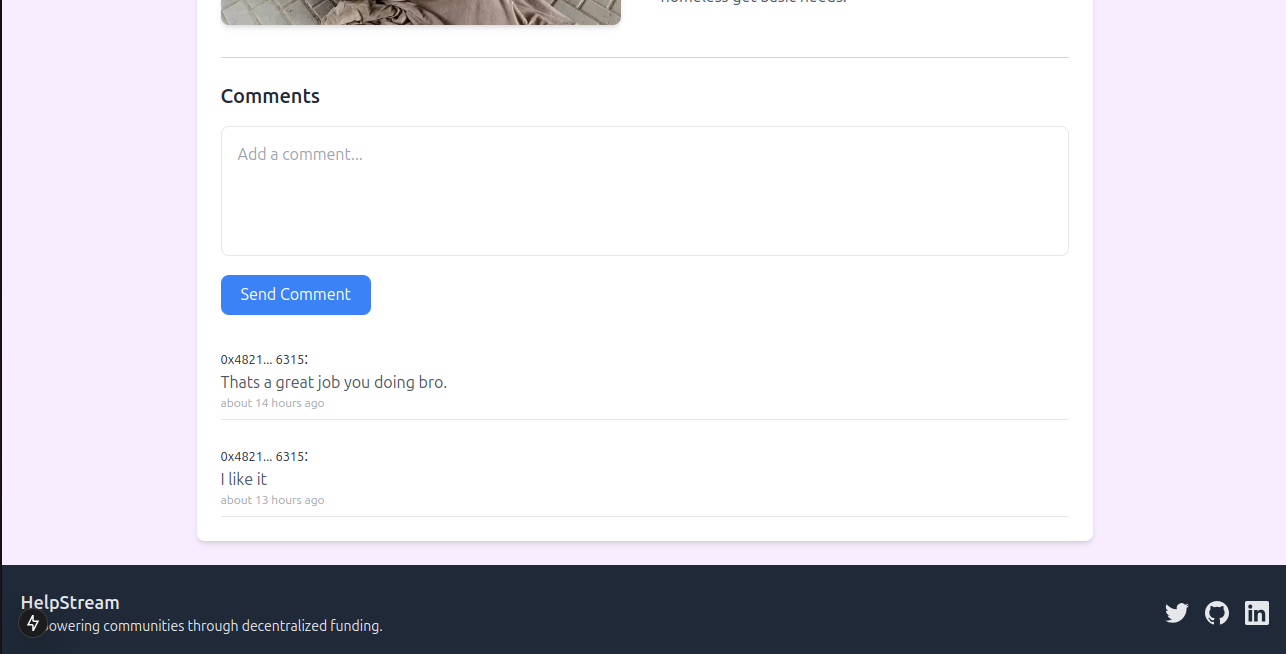 homeless get basic needs.
Comments
Add a comment...
Send Comment
0x4821... 6315:
Thats a great job you doing bro.
about 14 hours ago
0x4821... 6315:
I like it
about 13 hours ago
HelpStream
owering communities through decentralized funding.